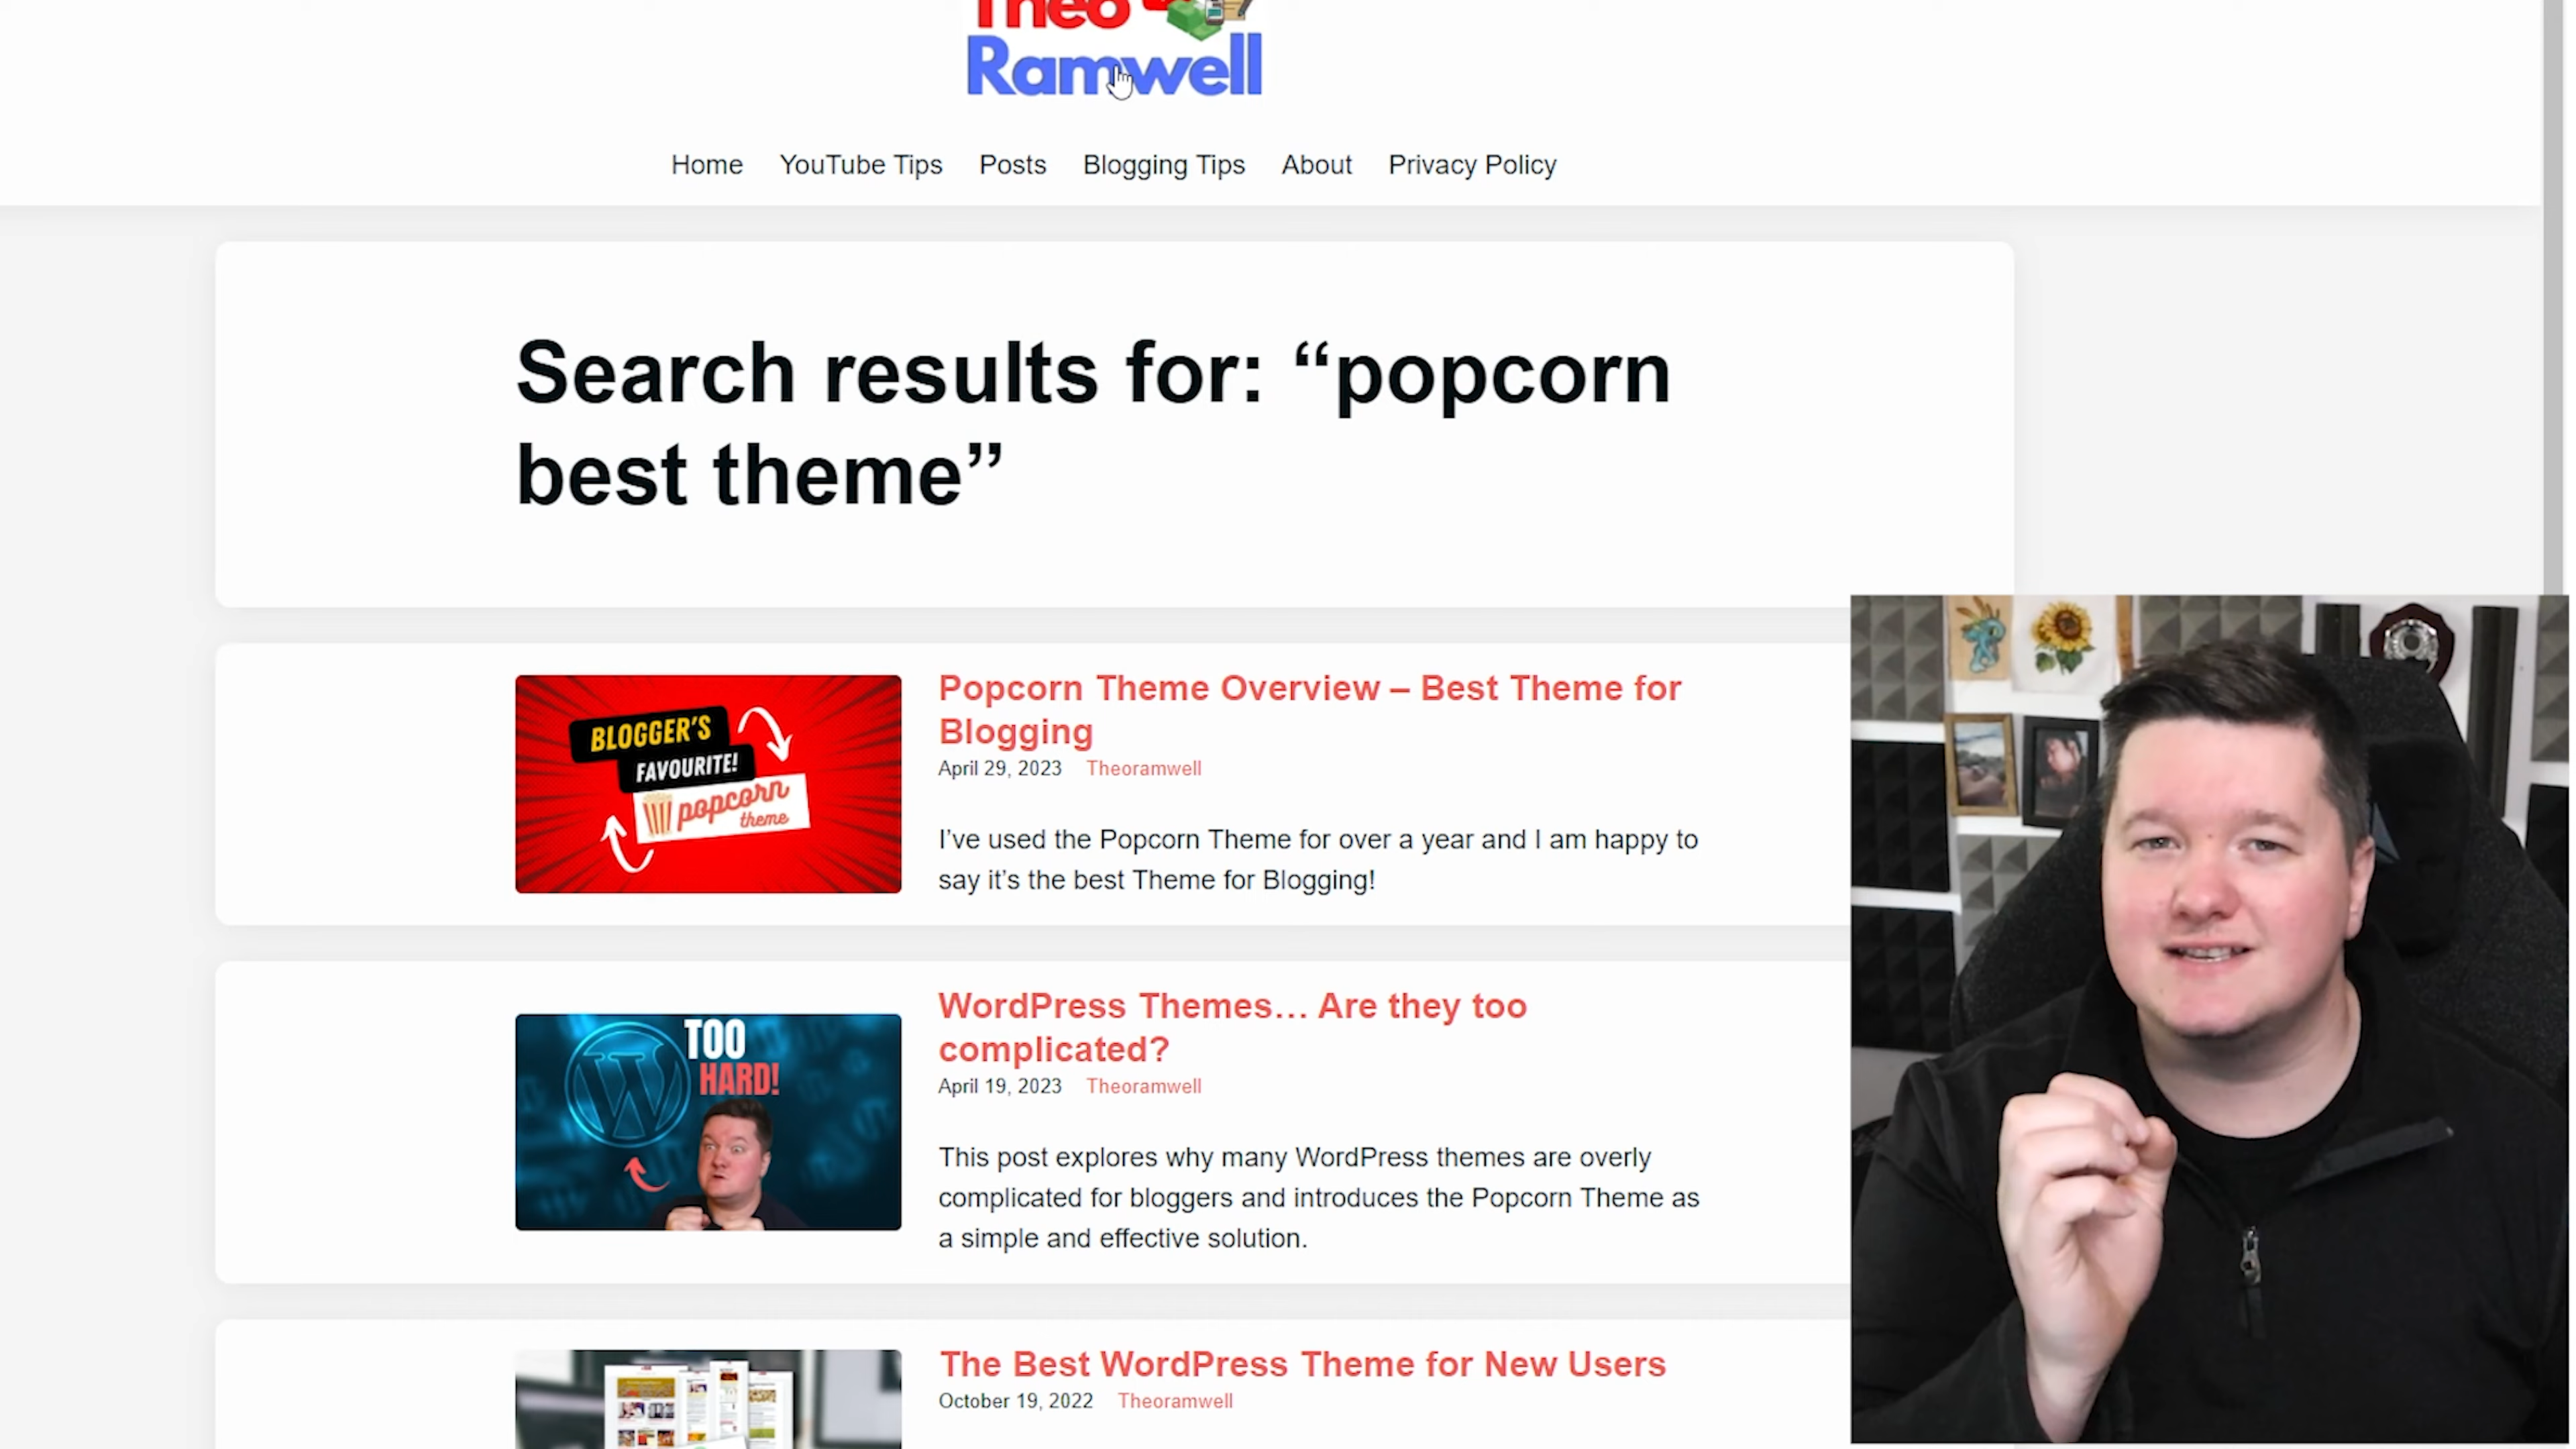 Theo
Ramwell
Home YouTube Tips Posts Blogging Tips About Privacy Policy
Search results for: “popcorn
best theme”
BLOGGER'S
FAVOURITE!
popcorn
theme
Popcorn Theme Overview – Best Theme for
Blogging
April 29, 2023 Theoramwell
I’ve used the Popcorn Theme for over a year and I am happy to
say it’s the best Theme for Blogging!
TOO
HARD!
WordPress Themes… Are they too
complicated?
April 19, 2023 Theoramwell
This post explores why many WordPress themes are overly
complicated for bloggers and introduces the Popcorn Theme as
a simple and effective solution.
The Best WordPress Theme for New Users
October 19, 2022 Theoramwell